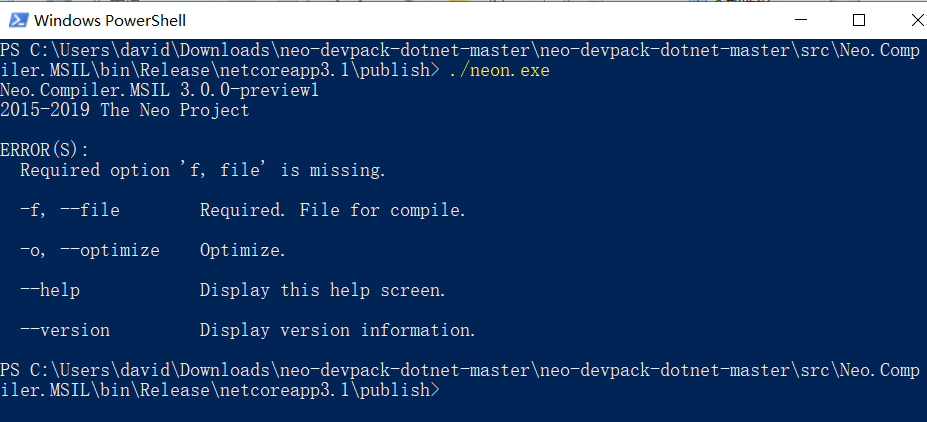 Windows PowerShell
PS C:\Users\david\Downloads\neo-devpack-dotnet-master\neo-devpack-dotnet-master\src\Neo.Comp
iler.MSIL\bin\Release\netcoreapp3.1\publish> ./neon.exe
Neo.Compiler.MSIL 3.0.0-preview1
2015-2019 The Neo Project
ERROR(S):
Required option 'f, file' is missing.
-f, --file Required. File for compile.
-o, --optimize Optimize.
--help Display this help screen.
--version Display version information.
PS C:\Users\david\Downloads\neo-devpack-dotnet-master\neo-devpack-dotnet-master\src\Neo.Comp
iler.MSIL\bin\Release\netcoreapp3.1\publish>